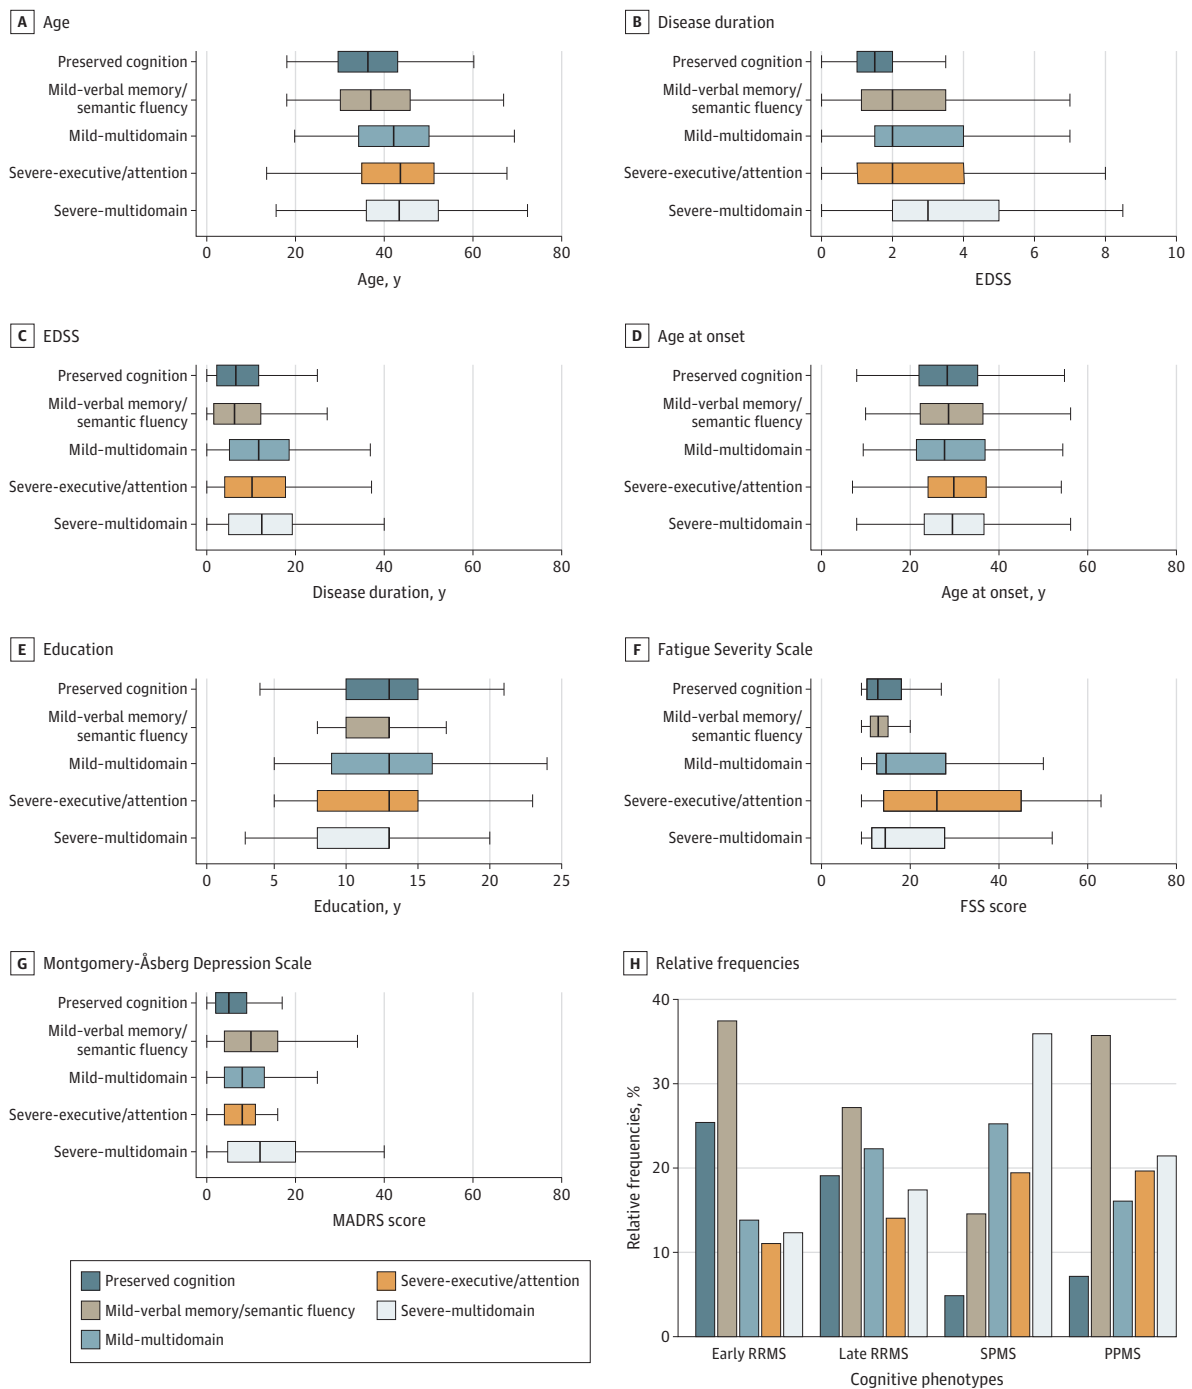 A Age
Preserved cognition
Mild-verbal memory/
semantic fluency
Mild-multidomain
Severe-executive/attention
Severe-multidomain
0 20 40 60 80
Age, y
B Disease duration
Preserved cognition
Mild-verbal memory/
semantic fluency
Mild-multidomain
Severe-executive/attention
Severe-multidomain
0 2 4 6 8 10
EDSS
C EDSS
Preserved cognition
Mild-verbal memory/
semantic fluency
Mild-multidomain
Severe-executive/attention
Severe-multidomain
0 20 40 60 80
Disease duration, y
D Age at onset
Preserved cognition
Mild-verbal memory/
semantic fluency
Mild-multidomain
Severe-executive/attention
Severe-multidomain
0 20 40 60 80
Age at onset, y
E Education
Preserved cognition
Mild-verbal memory/
semantic fluency
Mild-multidomain
Severe-executive/attention
Severe-multidomain
0 5 10 15 20 25
Education, y
F Fatigue Severity Scale
Preserved cognition
Mild-verbal memory/
semantic fluency
Mild-multidomain
Severe-executive/attention
Severe-multidomain
0 20 40 60 80
FSS score
G Montgomery-Åsberg Depression Scale
Preserved cognition
Mild-verbal memory/
semantic fluency
Mild-multidomain
Severe-executive/attention
Severe-multidomain
0 20 40 60 80
MADRS score
Preserved cognition
Mild-verbal memory/semantic fluency
Mild-multidomain
Severe-executive/attention
Severe-multidomain
H Relative frequencies
Relative frequencies, %
40
30
20
10
0
Early RRMS Late RRMS SPMS PPMS
Cognitive phenotypes